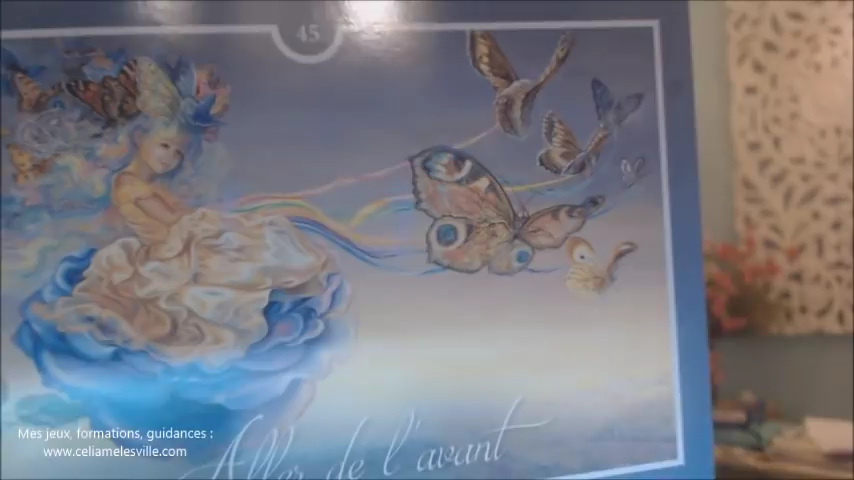 45
Aller de l'avant
Mes jeux, formations, guidances :
www.celiamelesville.com